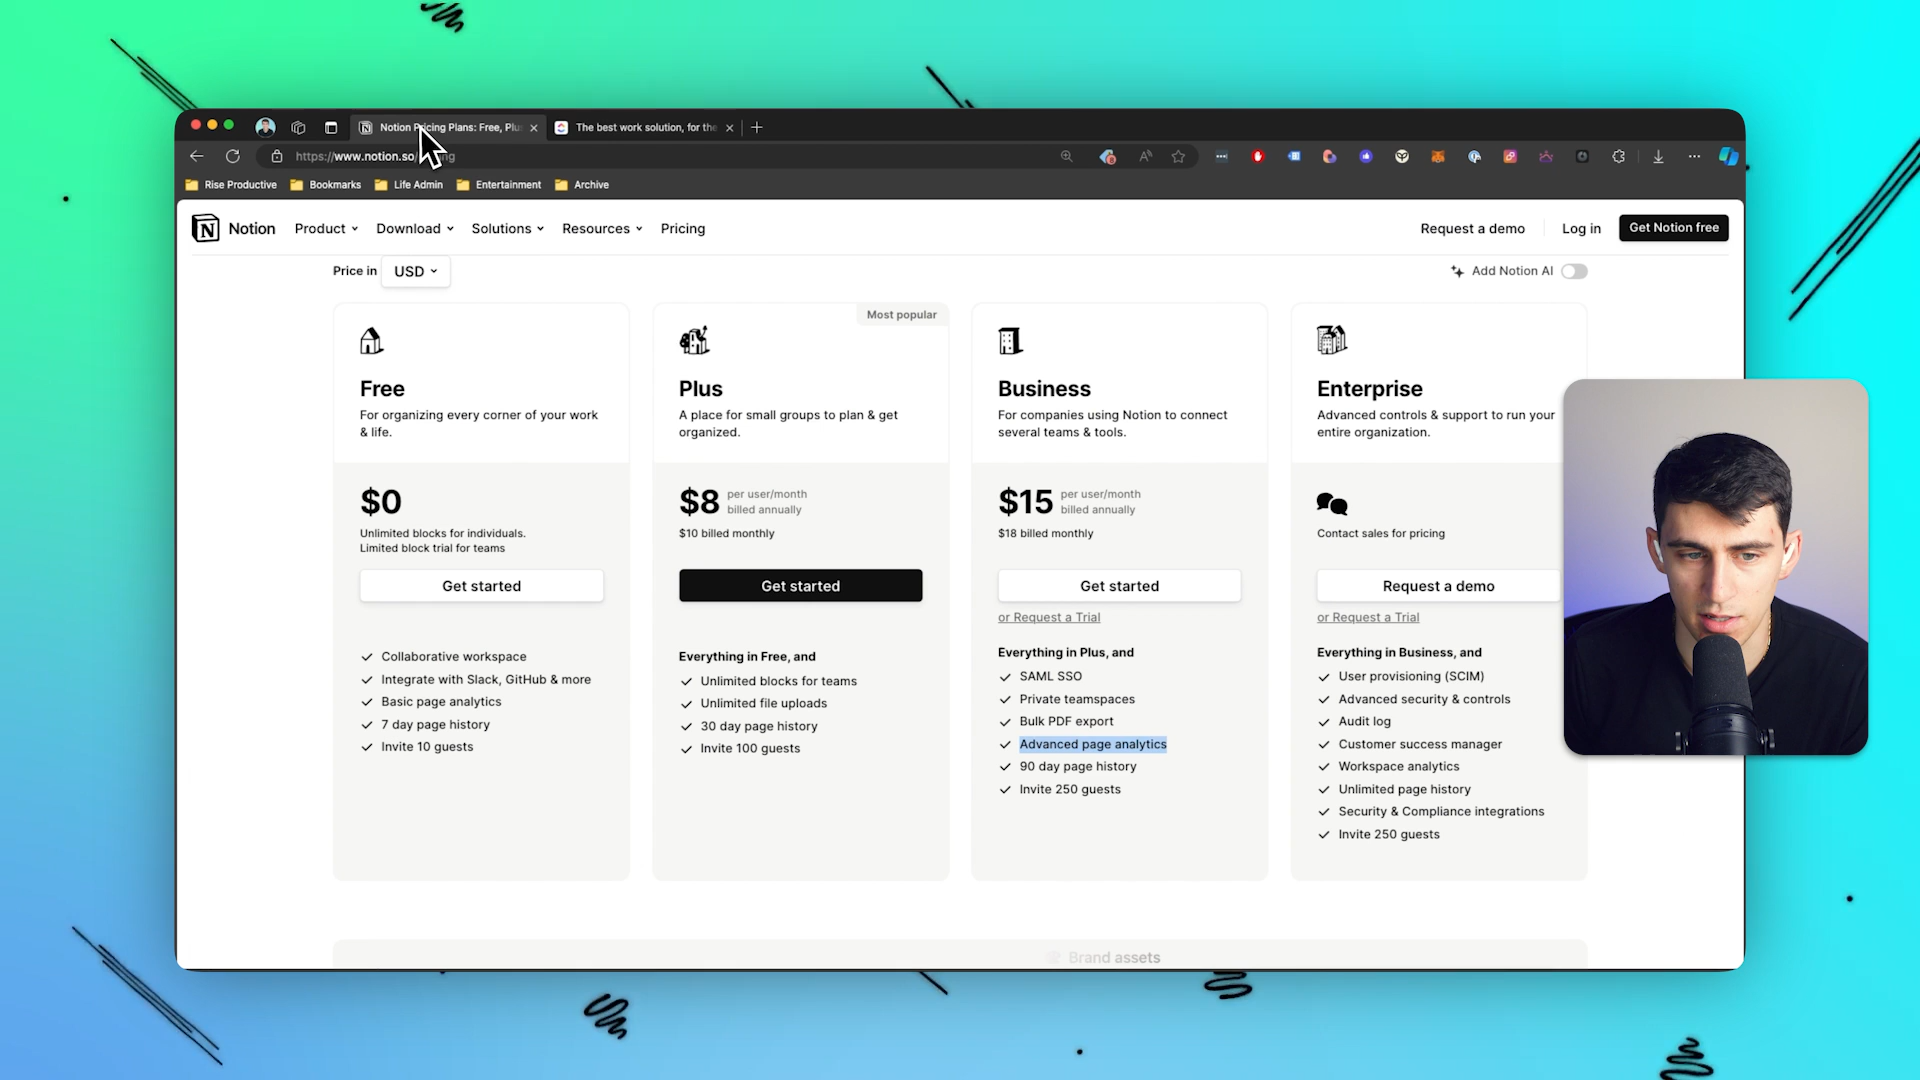 Notion Pricing Plans: Free, Plu
The best work solution, for the
https://www.notion.so
Rise Productive
Bookmarks
Life Admin
Entertainment
Archive
Notion
Product
Download
Solutions
Resources
Pricing
Request a demo
Log in
Get Notion free
Price in
USD
Add Notion AI
Free
For organizing every corner of your work
& life.
$0
Unlimited blocks for individuals.
Limited block trial for teams
Get started
Collaborative workspace
Integrate with Slack, GitHub & more
Basic page analytics
7 day page history
Invite 10 guests
Most popular
Plus
A place for small groups to plan & get
organized.
$8
per user/month
billed annually
$10 billed monthly
Get started
Everything in Free, and
Unlimited blocks for teams
Unlimited file uploads
30 day page history
Invite 100 guests
Business
For companies using Notion to connect
several teams & tools.
$15
per user/month
billed annually
$18 billed monthly
Get started
or Request a Trial
Everything in Plus, and
SAML SSO
Private teamspaces
Bulk PDF export
Advanced page analytics
90 day page history
Invite 250 guests
Enterprise
Advanced controls & support to run your
entire organization.
Contact sales for pricing
Request a demo
or Request a Trial
Everything in Business, and
User provisioning (SCIM)
Advanced security & controls
Audit log
Customer success manager
Workspace analytics
Unlimited page history
Security & Compliance integrations
Invite 250 guests
Brand assets